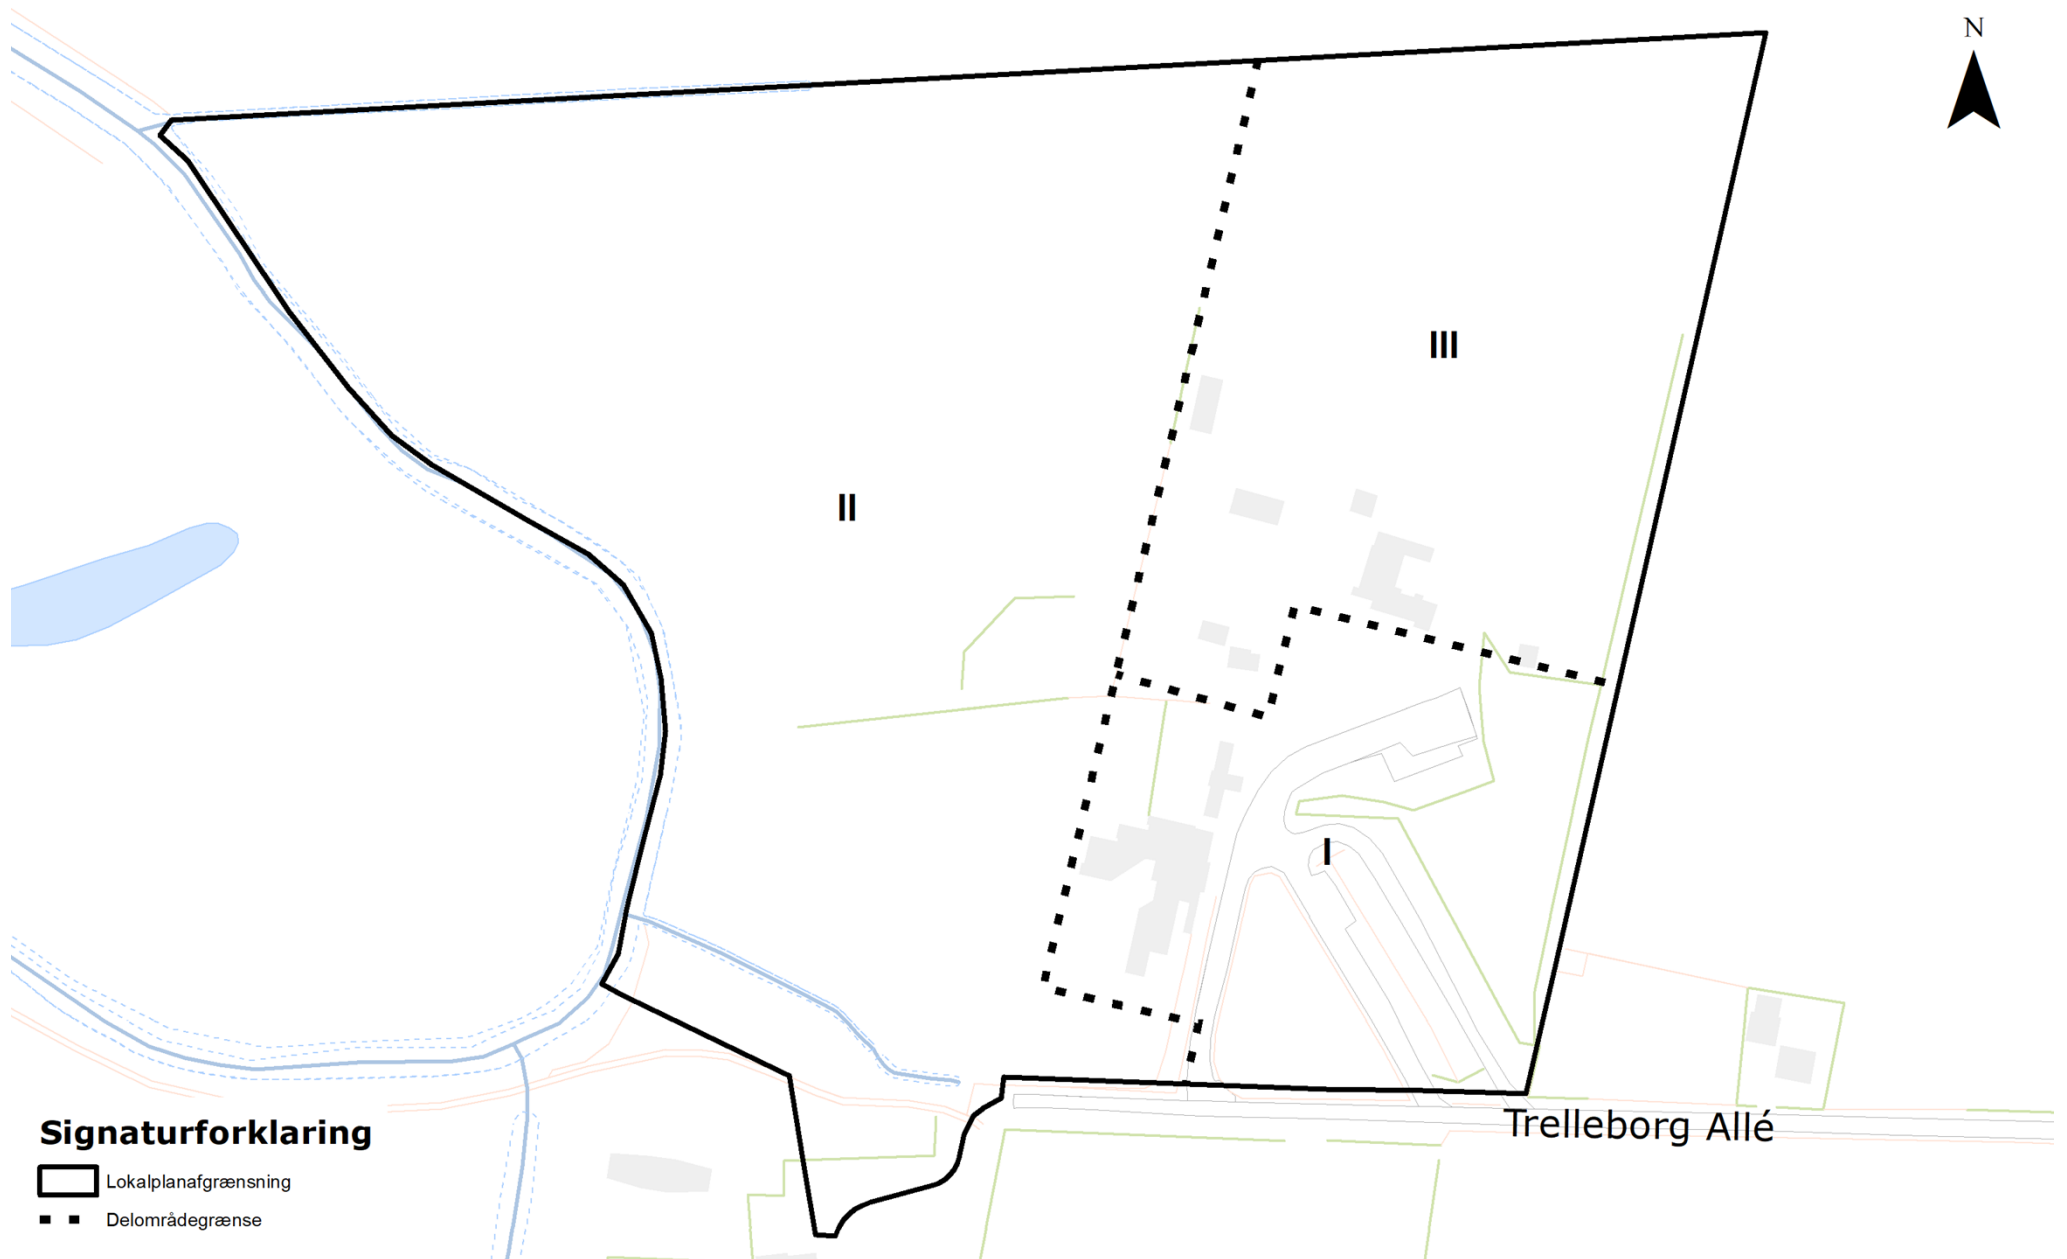 N
III
II
I
Trelleborg Allé
Signaturforklaring
Lokalplanafgrænsning
Delområdegrænse